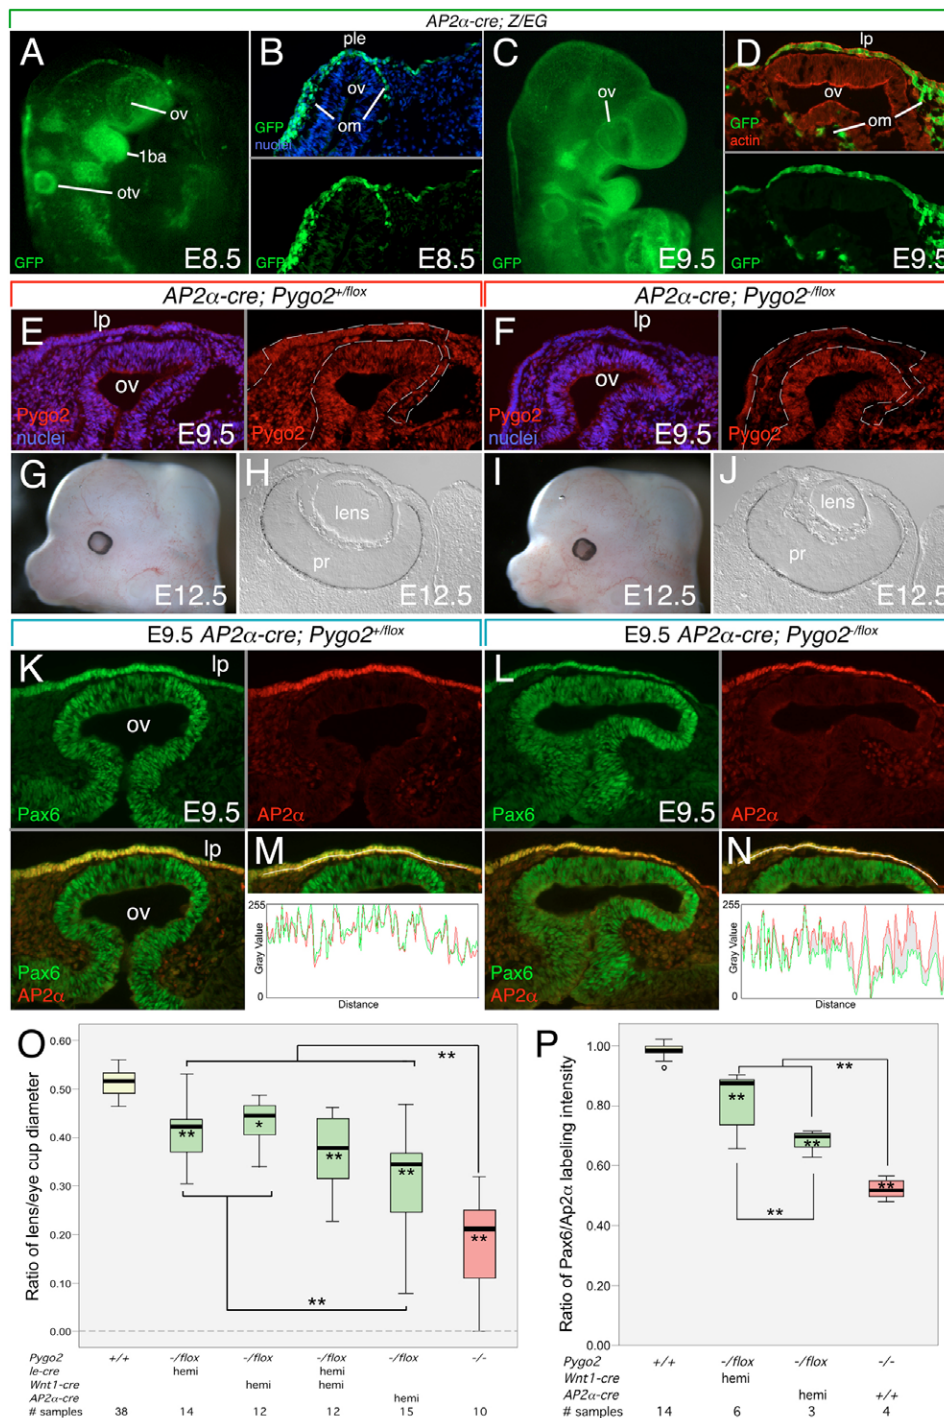 AP2α-cre; Z/EG
A
ov
1ba
otv
GFP
E8.5
B
ple
ov
om
GFP
nuclei
GFP
E8.5
C
ov
GFP
E9.5
D
lp
ov
om
GFP
actin
GFP
E9.5
AP2α-cre; Pygo2+/flox
AP2α-cre; Pygo2-/flox
E
lp
ov
Pygo2
nuclei
E9.5
Pygo2
F
lp
ov
Pygo2
nuclei
E9.5
Pygo2
G
E12.5
H
lens
pr
E12.5
I
E12.5
J
lens
pr
E12.5
E9.5 AP2α-cre; Pygo2+/flox
E9.5 AP2α-cre; Pygo2-/flox
K
lp
ov
Pax6
E9.5
AP2α
L
Pax6
E9.5
AP2α
lp
ov
Pax6
AP2α
M
255
Gray Value
0
Distance
Pax6
AP2α
N
255
Gray Value
0
Distance
O
Ratio of lens/eye cup diameter
0.60
0.50
0.40
0.30
0.20
0.10
0.00
**
*
**
**
**
**
**
Pygo2 +/+ -/flox -/flox -/flox -/flox -/-
le-cre hemi hemi
Wnt1-cre hemi hemi
AP2α-cre hemi
# samples 38 14 12 12 15 10
P
Ratio of Pax6/Ap2α labeling intensity
1.00
0.80
0.60
0.40
0.20
0.00
**
**
**
**
**
Pygo2 +/+ -/flox -/flox -/-
Wnt1-cre hemi
AP2α-cre hemi +/+
# samples 14 6 3 4